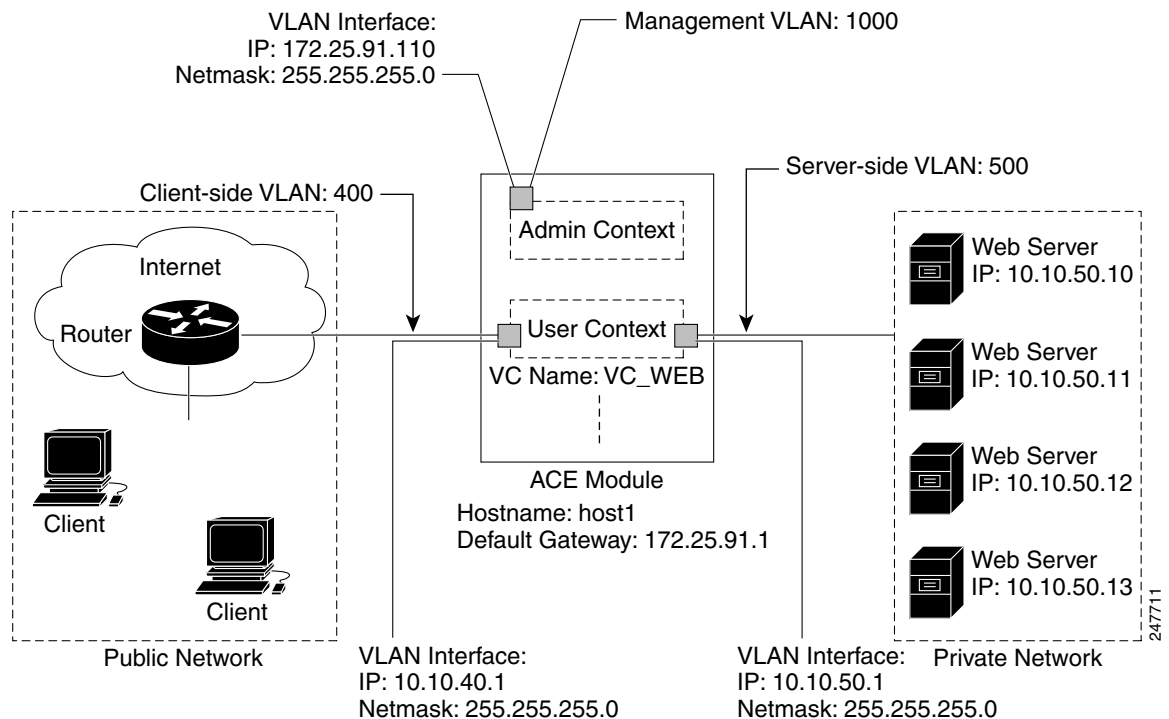 VLAN Interface:
IP: 172.25.91.110
Netmask: 255.255.255.0
Management VLAN: 1000
Client-side VLAN: 400
Server-side VLAN: 500
Internet
Router
Client
Client
Public Network
Admin Context
User Context
VC Name: VC_WEB
ACE Module
Hostname: host1
Default Gateway: 172.25.91.1
Web Server
IP: 10.10.50.10
Web Server
IP: 10.10.50.11
Web Server
IP: 10.10.50.12
Web Server
IP: 10.10.50.13
Private Network
VLAN Interface:
IP: 10.10.40.1
Netmask: 255.255.255.0
VLAN Interface:
IP: 10.10.50.1
Netmask: 255.255.255.0
247711